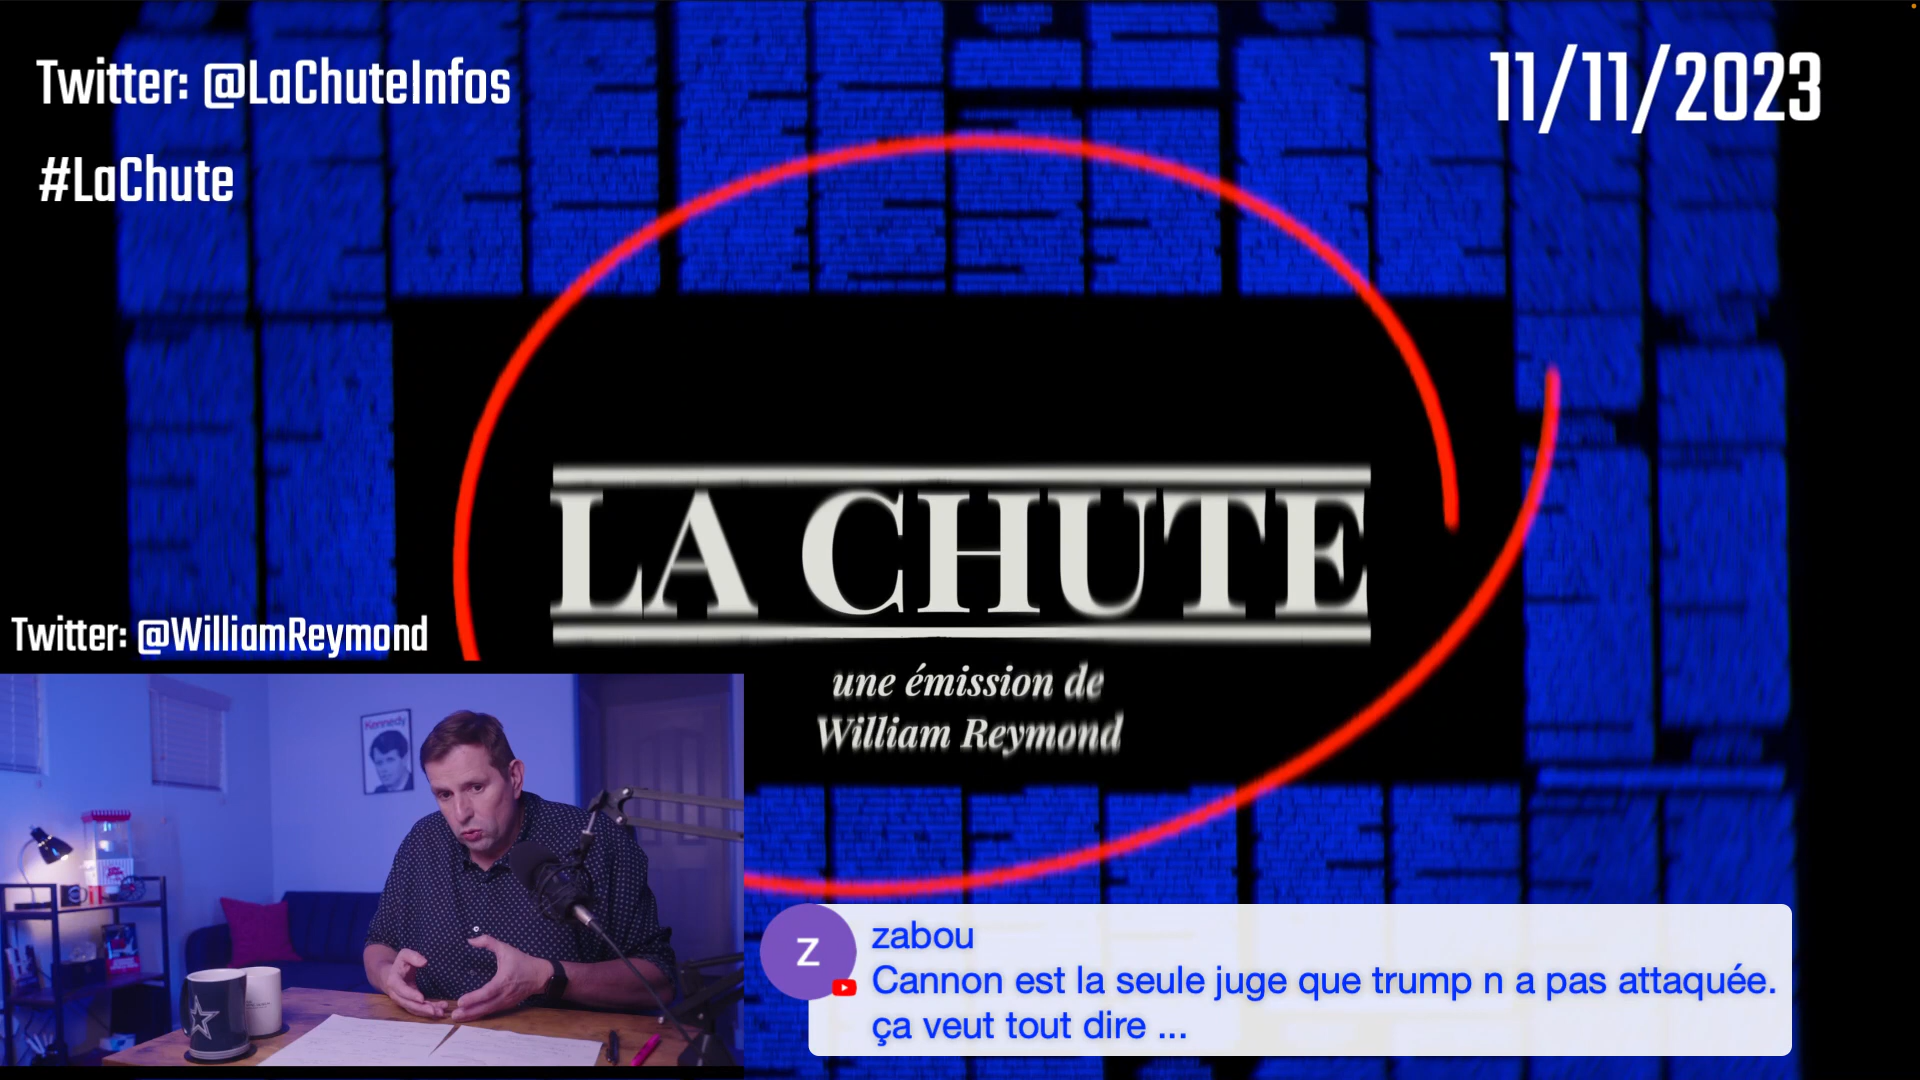 Twitter: @LaChuteInfos
11/11/2023
#LaChute
LA CHUTE
une émission de
William Reymond
Twitter: @WilliamReymond
Kennedy
Z
zabou
Cannon est la seule juge que trump n a pas attaquée.
ça veut tout dire ...